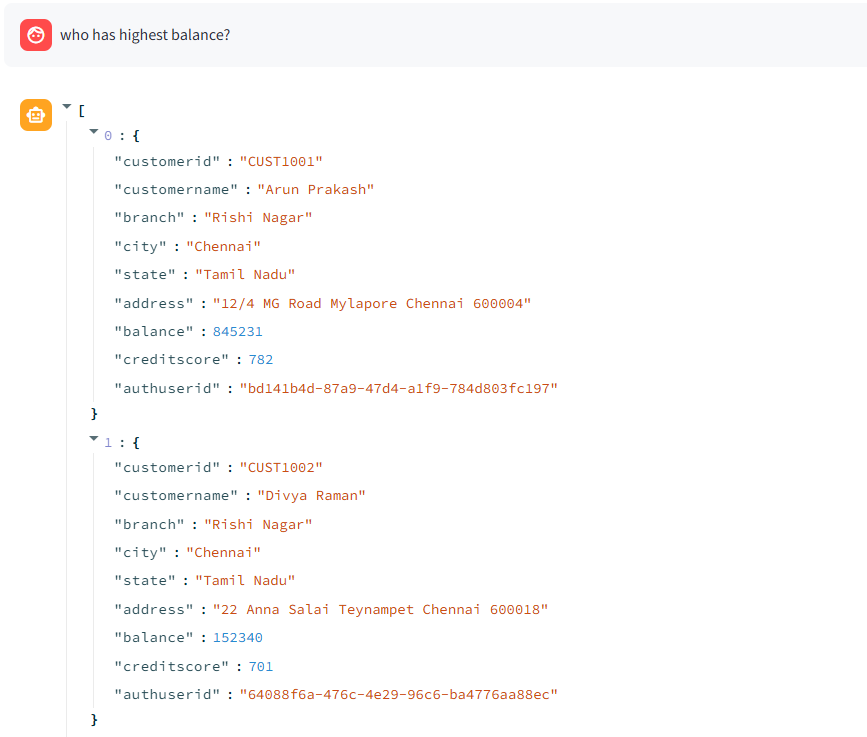 who has highest balance?
[
0 : {
"customerid" : "CUST1001"
"customername" : "Arun Prakash"
"branch" : "Rishi Nagar"
"city" : "Chennai"
"state" : "Tamil Nadu"
"address" : "12/4 MG Road Mylapore Chennai 600004"
"balance" : 845231
"creditscore" : 782
"authuserid" : "bd141b4d-87a9-47d4-a1f9-784d803fc197"
}
1 : {
"customerid" : "CUST1002"
"customername" : "Divya Raman"
"branch" : "Rishi Nagar"
"city" : "Chennai"
"state" : "Tamil Nadu"
"address" : "22 Anna Salai Teynampet Chennai 600018"
"balance" : 152340
"creditscore" : 701
"authuserid" : "64088f6a-476c-4e29-96c6-ba4776aa88ec"
}